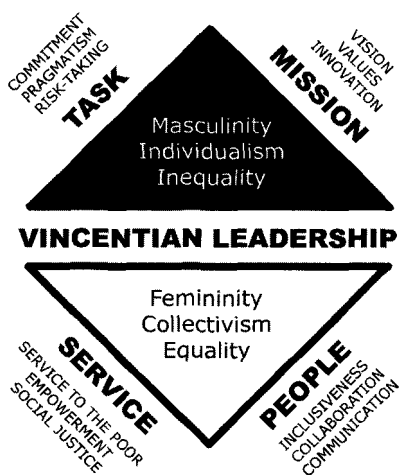 COMMITMENT
PRAGMATISM
RISK-TAKING
TASK
VISION
VALUES
INNOVATION
MISSION
Masculinity
Individualism
Inequality
VINCENTIAN LEADERSHIP
Femininity
Collectivism
Equality
SERVICE
SERVICE TO THE POOR
EMPOWERMENT
SOCIAL JUSTICE
PEOPLE
INCLUSIVENESS
COLLABORATION
COMMUNICATION